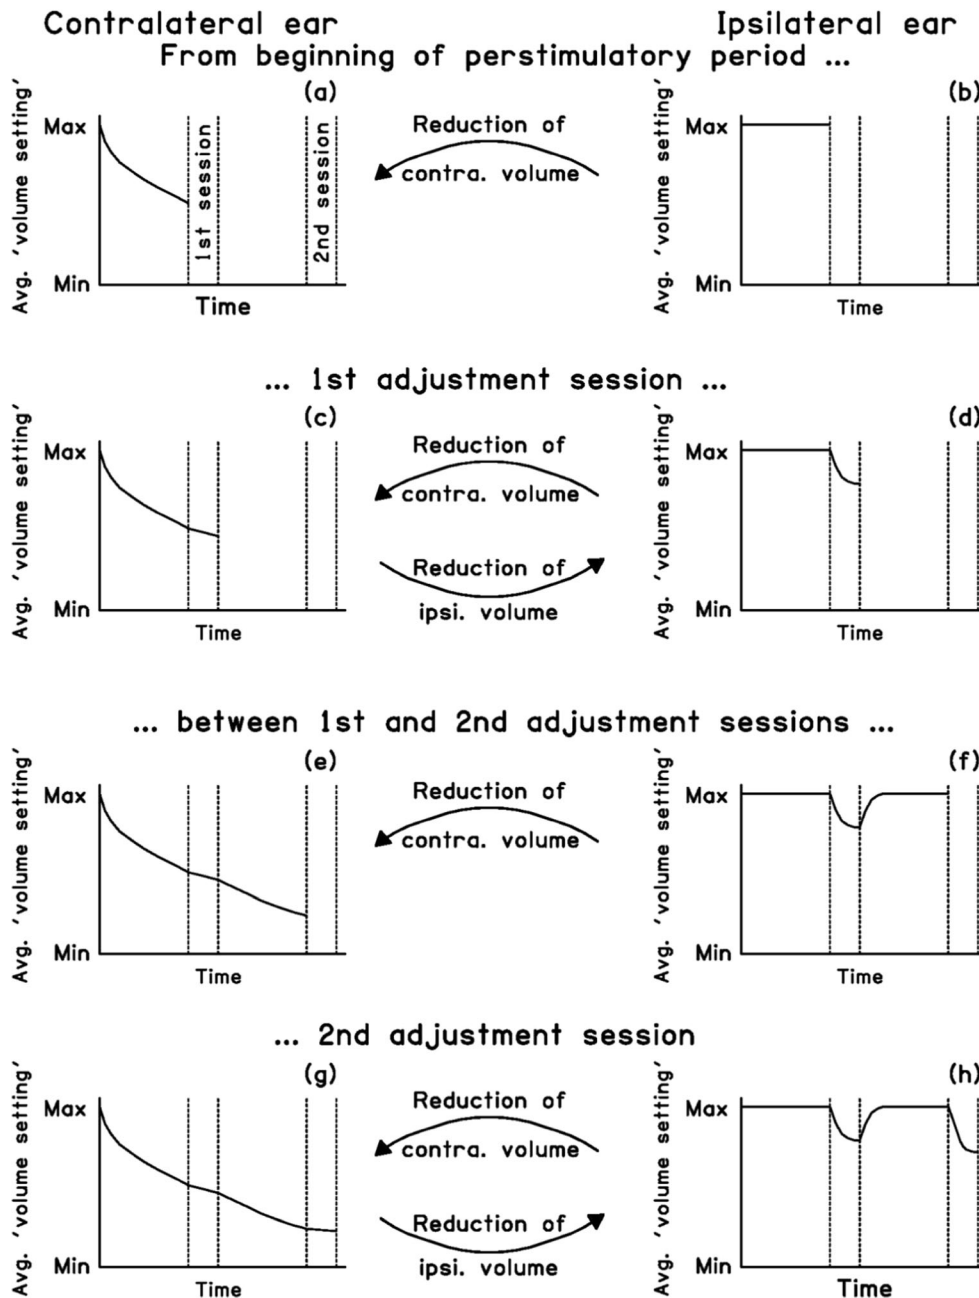 Contralateral ear
Ipsilateral ear
From beginning of perstimulatory period ...
(a)
Avg. 'volume setting'
Max
Min
1st session
2nd session
Time
Reduction of
contra. volume
(b)
Avg. 'volume setting'
Max
Min
Time
... 1st adjustment session ...
(c)
Avg. 'volume setting'
Max
Min
Time
Reduction of
contra. volume
Reduction of
ipsi. volume
(d)
Avg. 'volume setting'
Max
Min
Time
... between 1st and 2nd adjustment sessions ...
(e)
Avg. 'volume setting'
Max
Min
Time
Reduction of
contra. volume
(f)
Avg. 'volume setting'
Max
Min
Time
... 2nd adjustment session
(g)
Avg. 'volume setting'
Max
Min
Time
Reduction of
contra. volume
Reduction of
ipsi. volume
(h)
Avg. 'volume setting'
Max
Min
Time